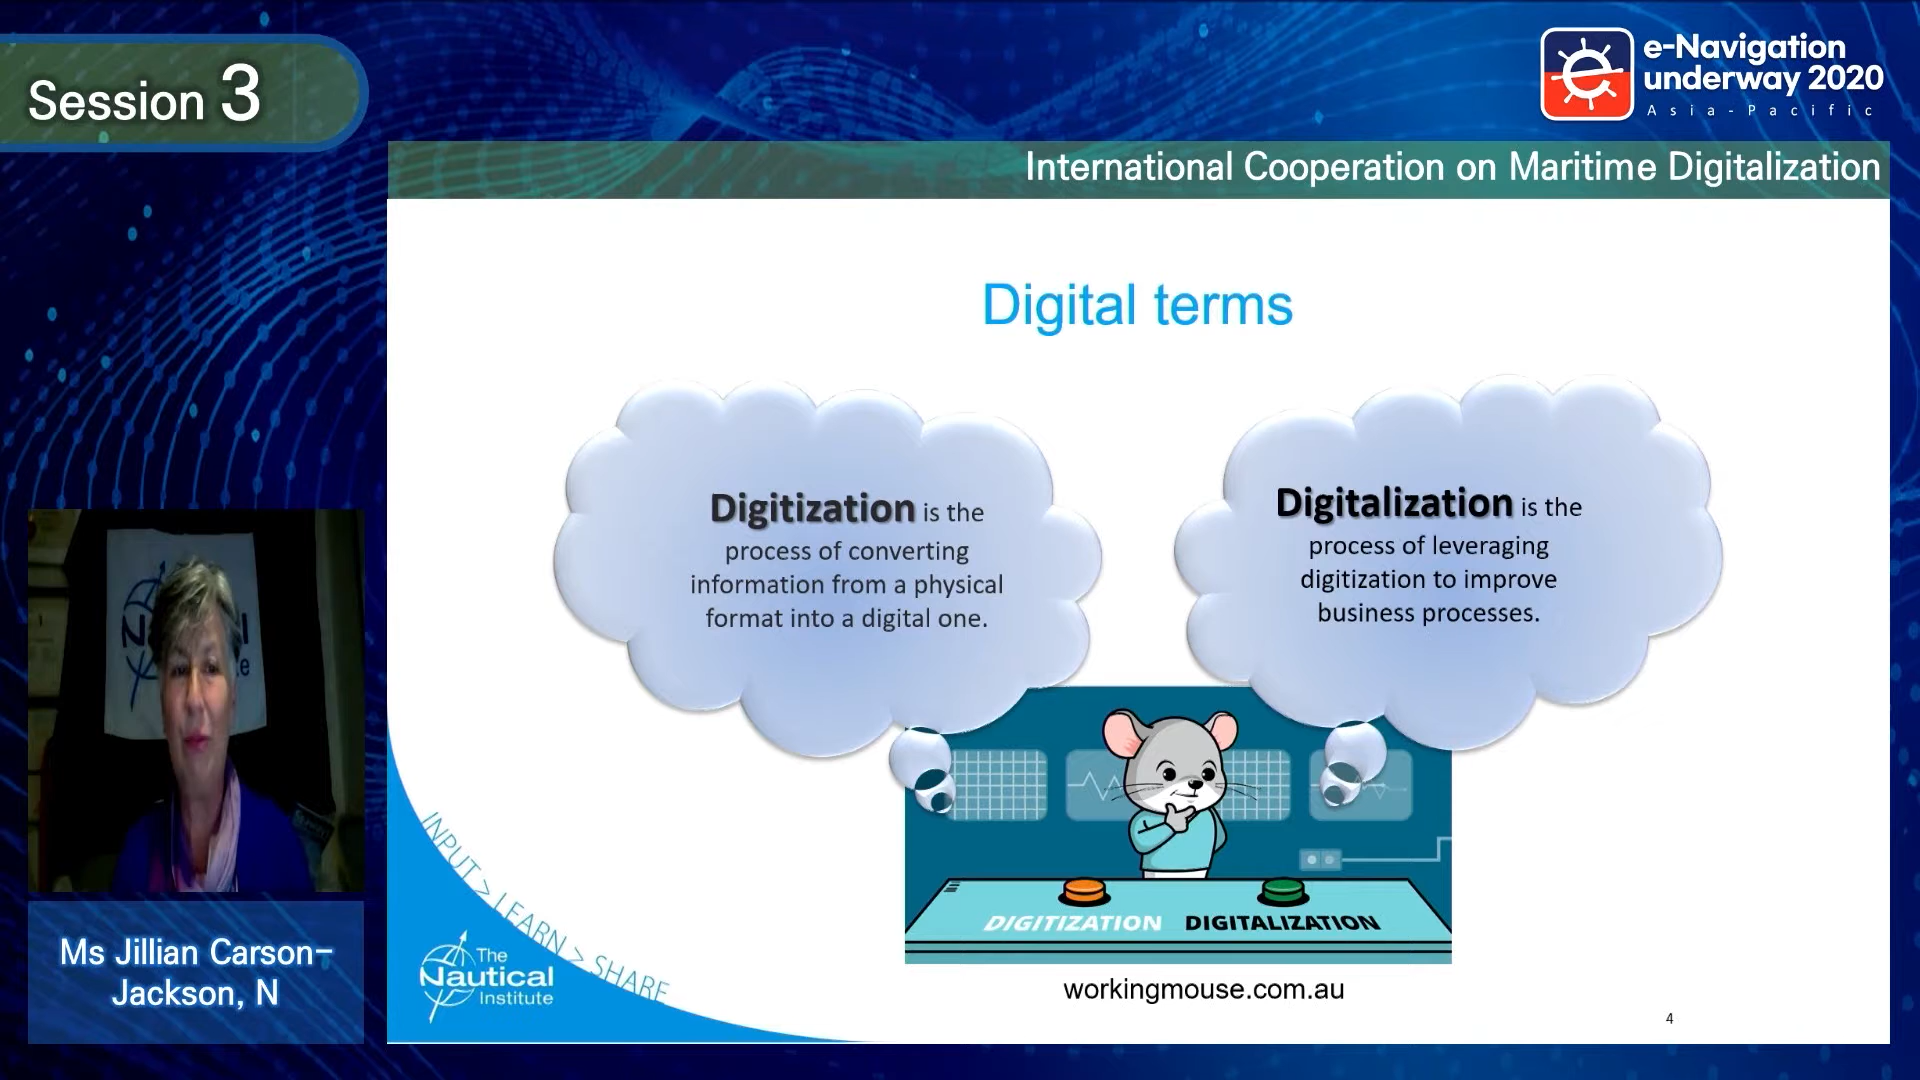 Session 3
e-Navigation
underway 2020
Asia-Pacific
International Cooperation on Maritime Digitalization
Digital terms
Digitization is the
process of converting
information from a physical
format into a digital one.
Digitalization is the
process of leveraging
digitization to improve
business processes.
DIGITIZATION DIGITALIZATION
workingmouse.com.au
INPUT > LEARN > SHARE
The
Nautical
Institute
4
Ms Jillian Carson-
Jackson, N